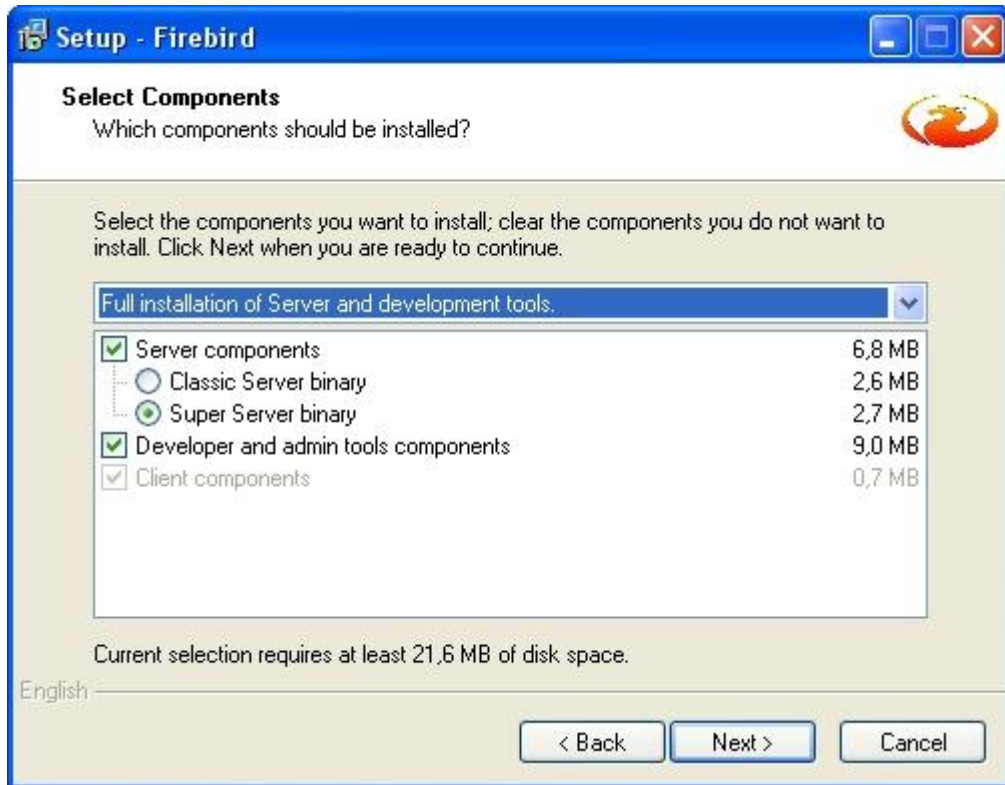 Setup - Firebird
Select Components
Which components should be installed?
Select the components you want to install; clear the components you do not want to
install. Click Next when you are ready to continue.
Full installation of Server and development tools.
Server components 6,8 MB
Classic Server binary 2,6 MB
Super Server binary 2,7 MB
Developer and admin tools components 9,0 MB
Client components 0,7 MB
Current selection requires at least 21,6 MB of disk space.
English
< Back Next > Cancel